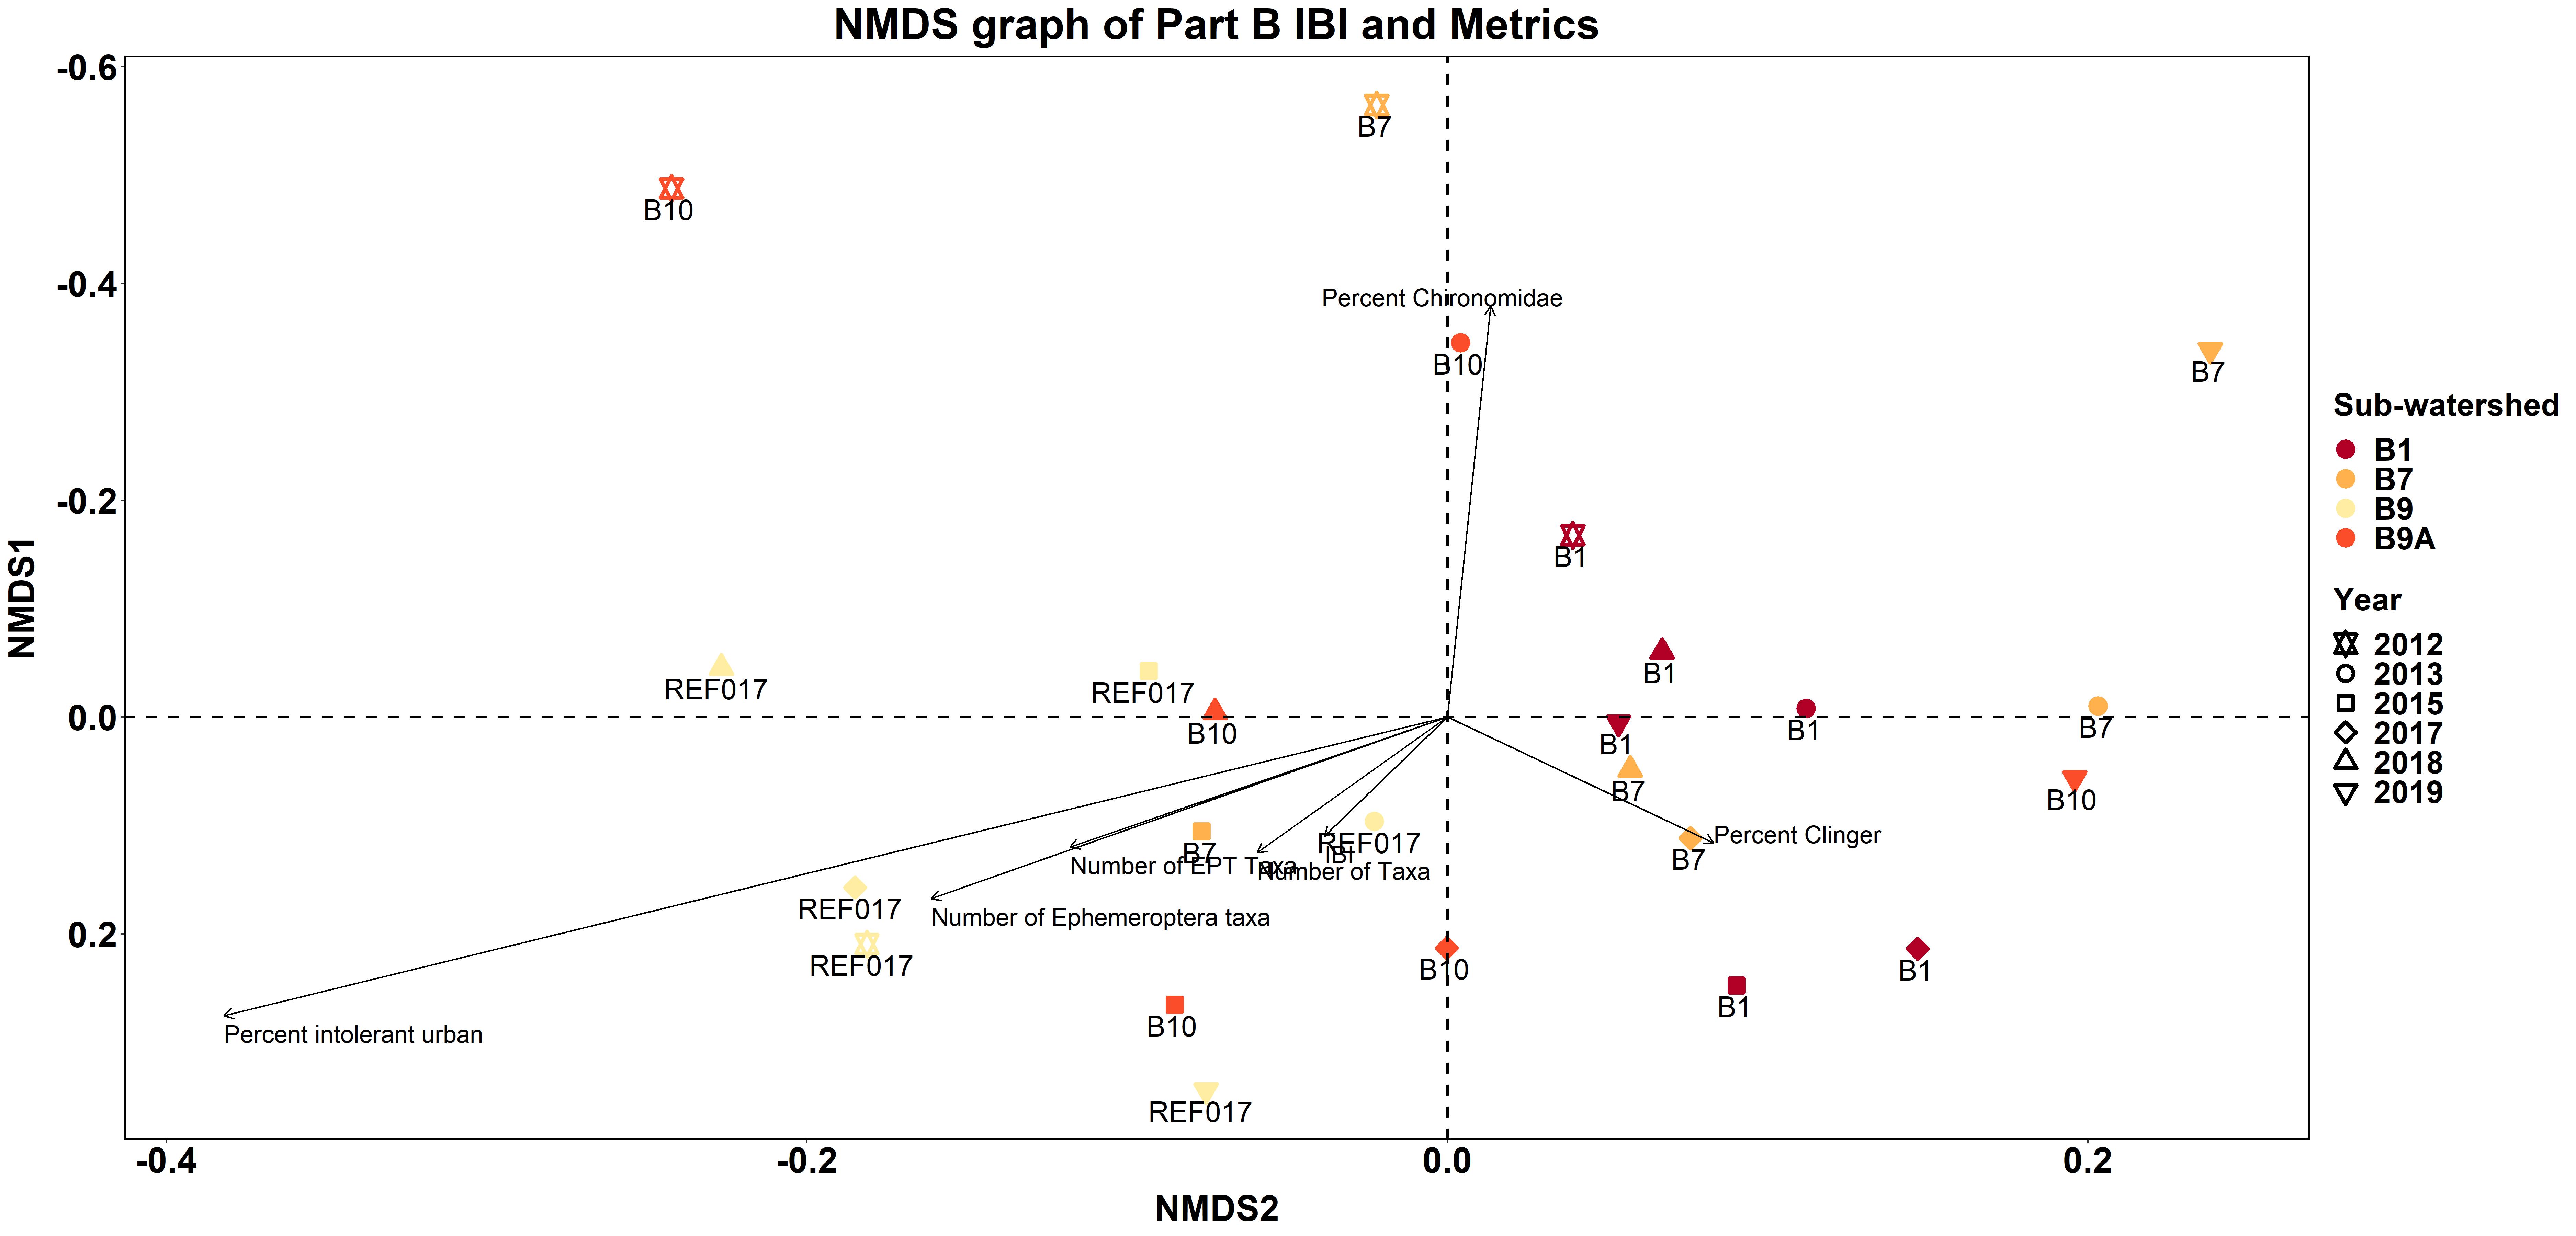 NMDS graph of Part B IBI and Metrics
-0.6
B7
B10
-0.4
Percent Chironomidae
B10
B7
Sub-watershed
B1
B7
B9
B9A
-0.2
NMDS1
B1
Year
2012
2013
2015
2017
2018
2019
REF017
REF017
B1
0.0
B10
B1
B1
B7
B7
B10
REF017
B7
IBI
Percent Clinger
B7
Number of EPT Taxa
Number of Taxa
REF017
Number of Ephemeroptera taxa
0.2
REF017
B10
B1
B1
B10
Percent intolerant urban
REF017
-0.4
-0.2
0.0
0.2
NMDS2